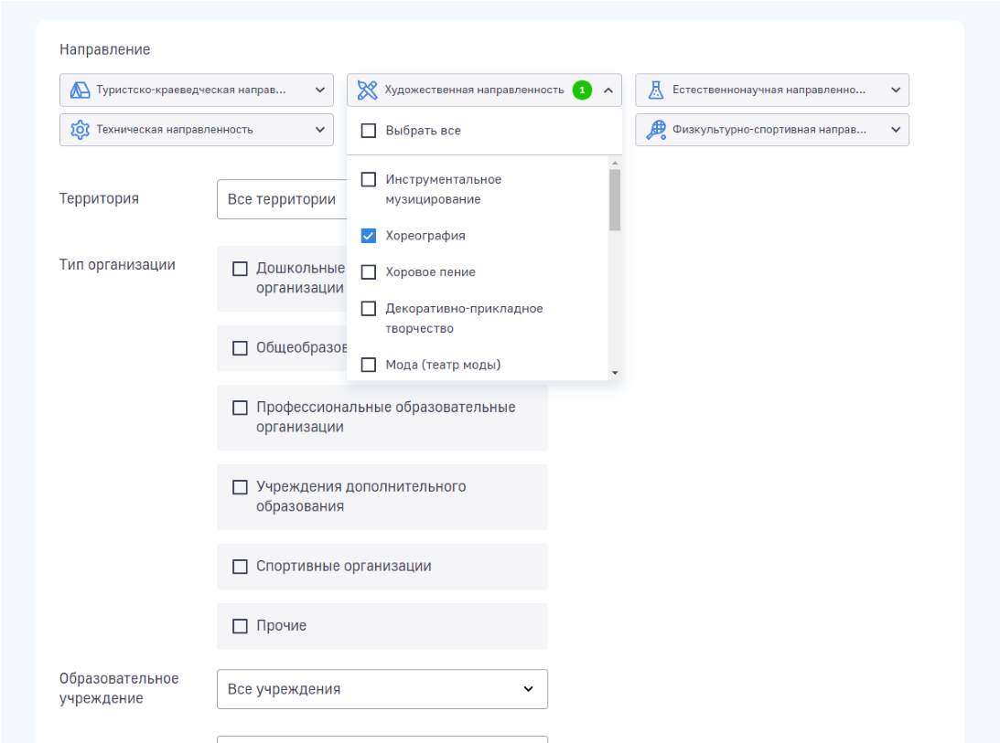 Направление
Туристско-краеведческая направ...
Художественная направленность
1
Естественнонаучная направленно...
Техническая направленность
Физкультурно-спортивная направ...
Выбрать все
Инструментальное
музицирование
Хореография
Хоровое пение
Декоративно-прикладное
творчество
Мода (театр моды)
Территория
Все территории
Тип организации
Дошкольные
организации
Общеобразов
Профессиональные образовательные
организации
Учреждения дополнительного
образования
Спортивные организации
Прочие
Образовательное
учреждение
Все учреждения